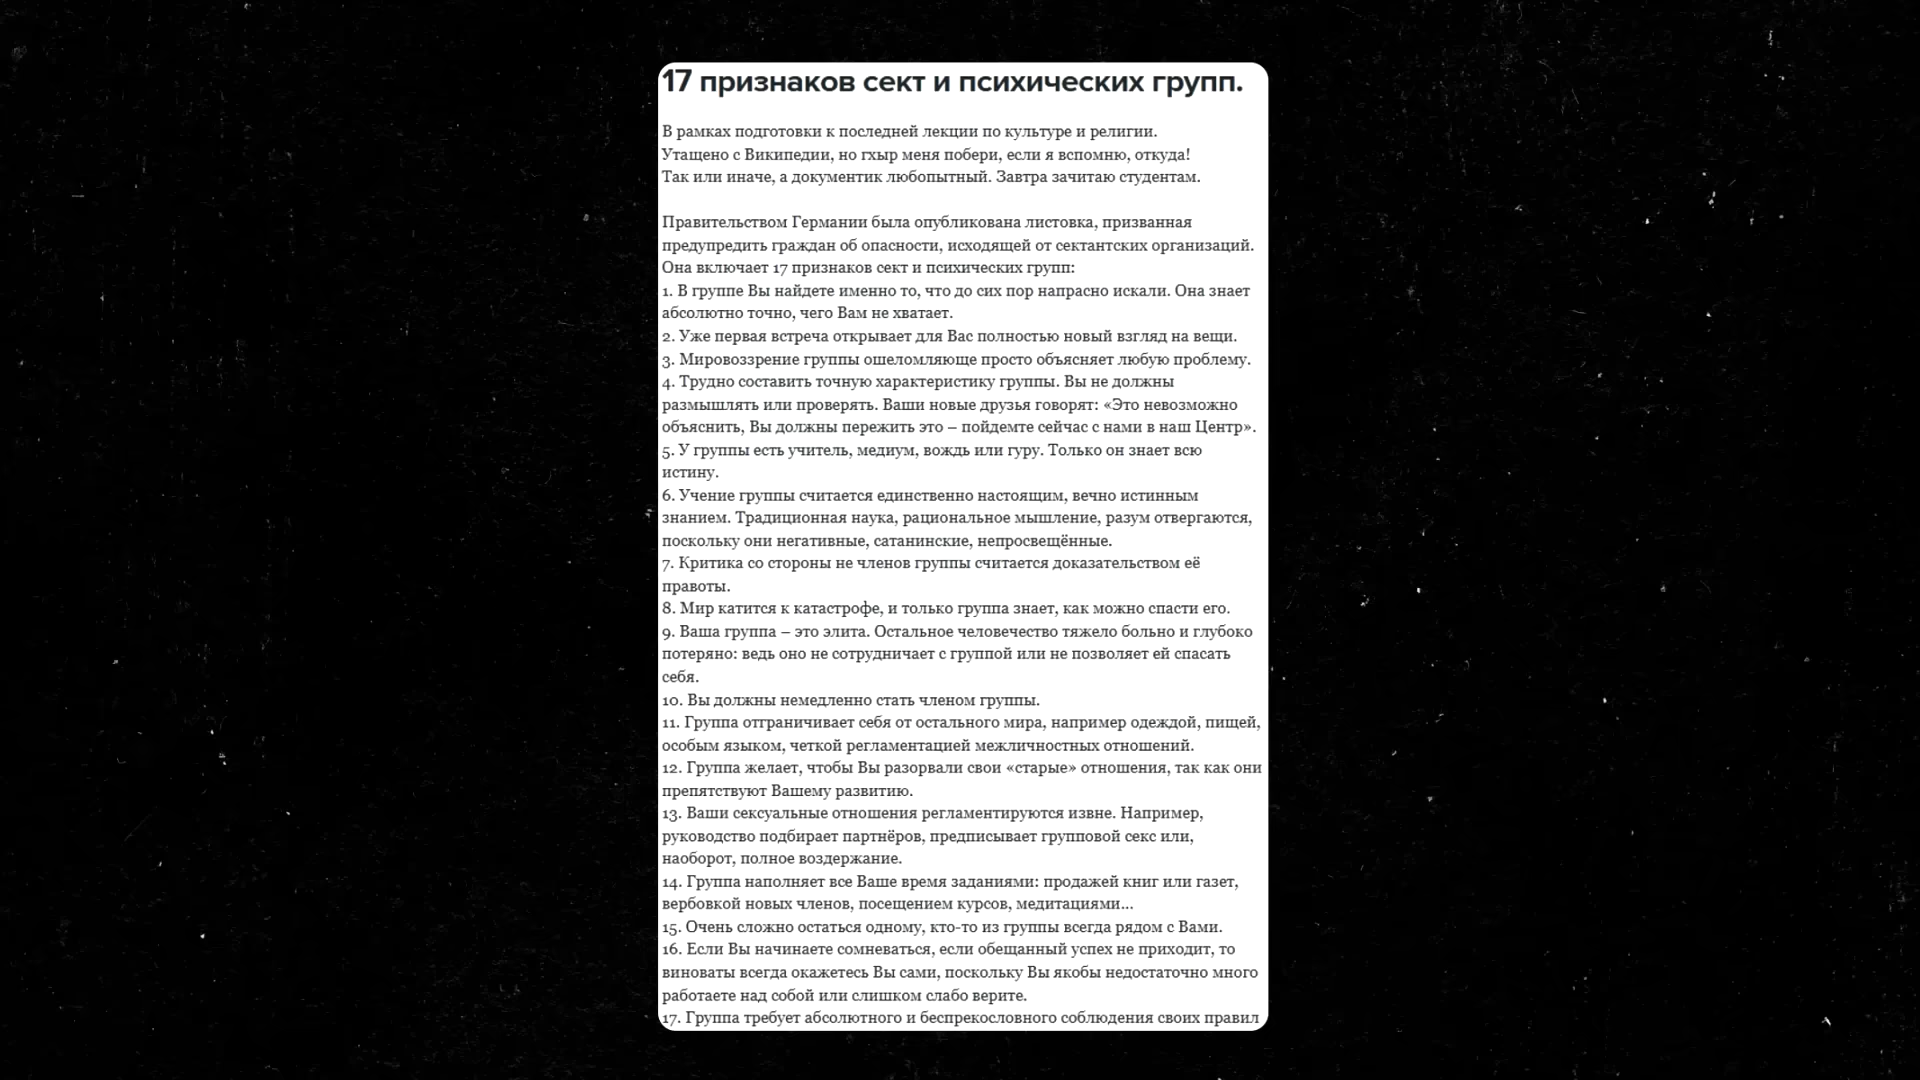 17 признаков сект и психических групп.
В рамках подготовки к последней лекции по культуре и религии.
Утащено с Википедии, но гхыр меня побери, если я вспомню, откуда!
Так или иначе, а документик любопытный. Завтра зачитаю студентам.
Правительством Германии была опубликована листовка, призванная
предупредить граждан об опасности, исходящей от сектантских организаций.
Она включает 17 признаков сект и психических групп:
1. В группе Вы найдете именно то, что до сих пор напрасно искали. Она знает
абсолютно точно, чего Вам не хватает.
2. Уже первая встреча открывает для Вас полностью новый взгляд на вещи.
3. Мировоззрение группы ошеломляюще просто объясняет любую проблему.
4. Трудно составить точную характеристику группы. Вы не должны
размышлять или проверять. Ваши новые друзья говорят: «Это невозможно
объяснить, Вы должны пережить это – пойдемте сейчас с нами в наш Центр».
5. У группы есть учитель, медиум, вождь или гуру. Только он знает всю
истину.
6. Учение группы считается единственно настоящим, вечно истинным
знанием. Традиционная наука, рациональное мышление, разум отвергаются,
поскольку они негативные, сатанинские, непросвещённые.
7. Критика со стороны не членов группы считается доказательством её
правоты.
8. Мир катится к катастрофе, и только группа знает, как можно спасти его.
9. Ваша группа – это элита. Остальное человечество тяжело больно и глубоко
потеряно: ведь оно не сотрудничает с группой или не позволяет ей спасать
себя.
10. Вы должны немедленно стать членом группы.
11. Группа отграничивает себя от остального мира, например одеждой, пищей,
особым языком, четкой регламентацией межличностных отношений.
12. Группа желает, чтобы Вы разорвали свои «старые» отношения, так как они
препятствуют Вашему развитию.
13. Ваши сексуальные отношения регламентируются извне. Например,
руководство подбирает партнёров, предписывает групповой секс или,
наоборот, полное воздержание.
14. Группа наполняет все Ваше время заданиями: продажей книг или газет,
вербовкой новых членов, посещением курсов, медитациями...
15. Очень сложно остаться одному, кто-то из группы всегда рядом с Вами.
16. Если Вы начинаете сомневаться, если обещанный успех не приходит, то
виноваты всегда окажетесь Вы сами, поскольку Вы якобы недостаточно много
работаете над собой или слишком слабо верите.
17. Группа требует абсолютного и беспрекословного соблюдения своих правил